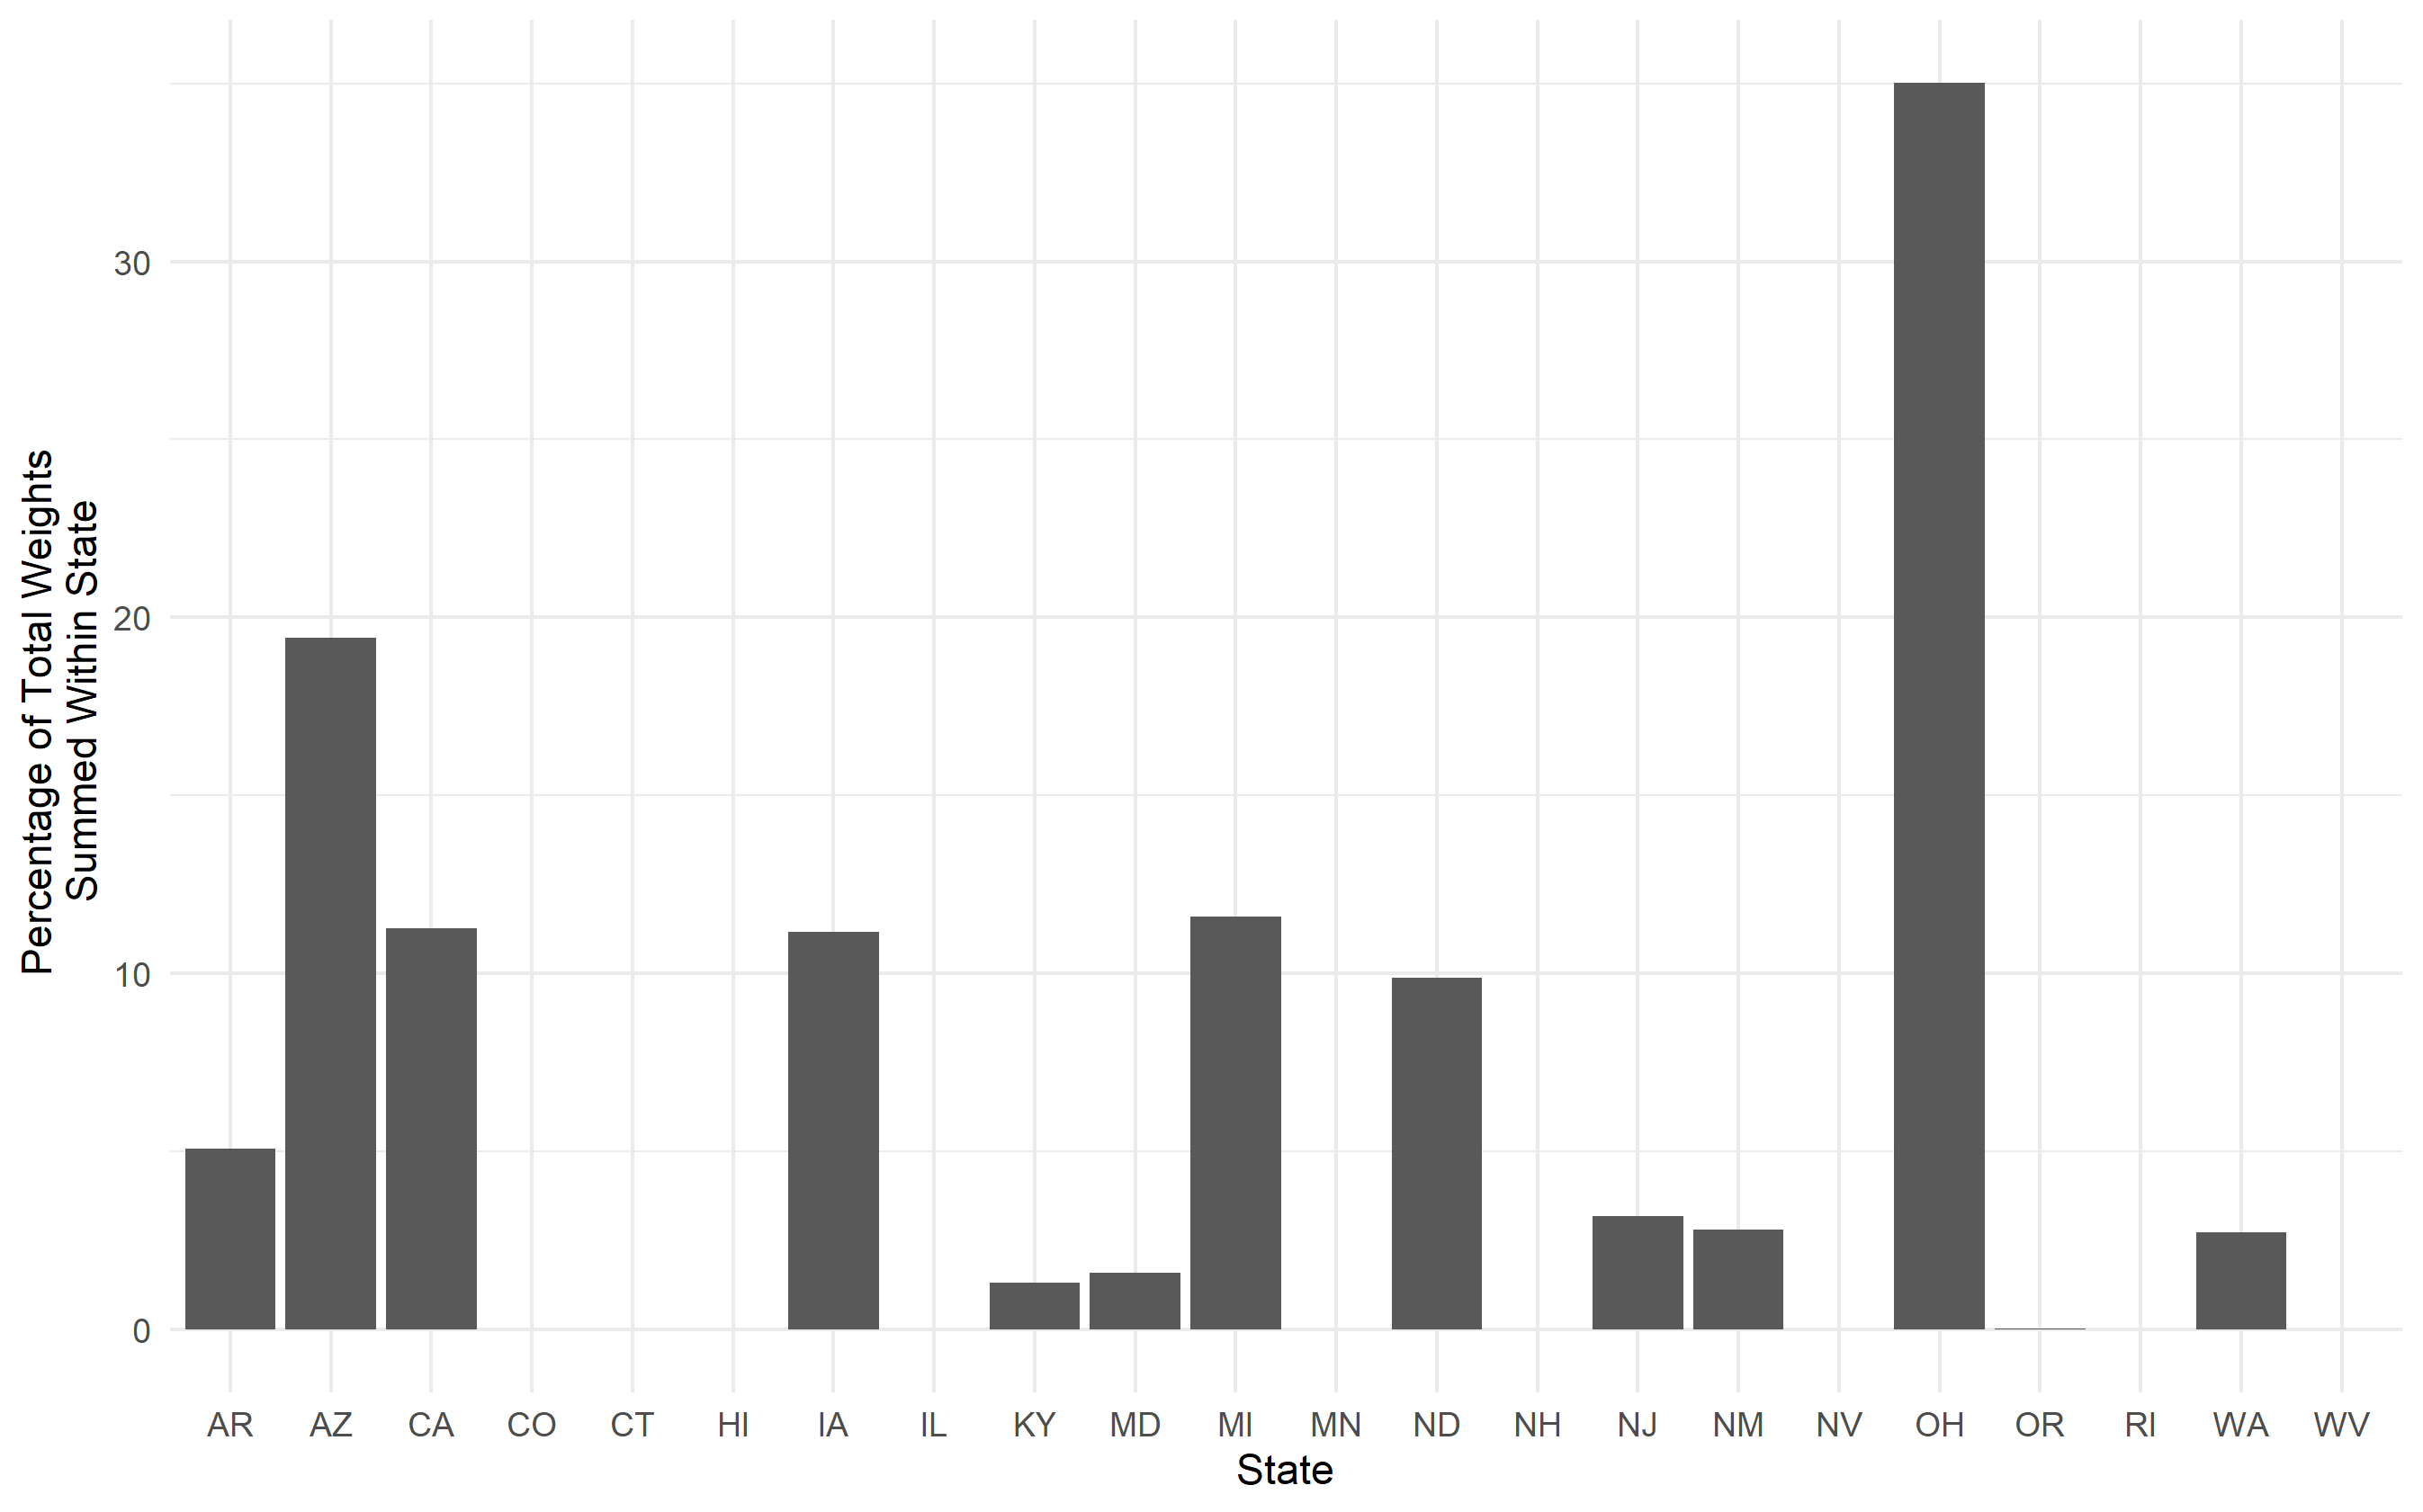 Percentage of Total Weights
Summed Within State
30
20
10
0
AR AZ CA CO CT HI IA IL KY MD MI MN ND NH NJ NM NV OH OR RI WA WV
State